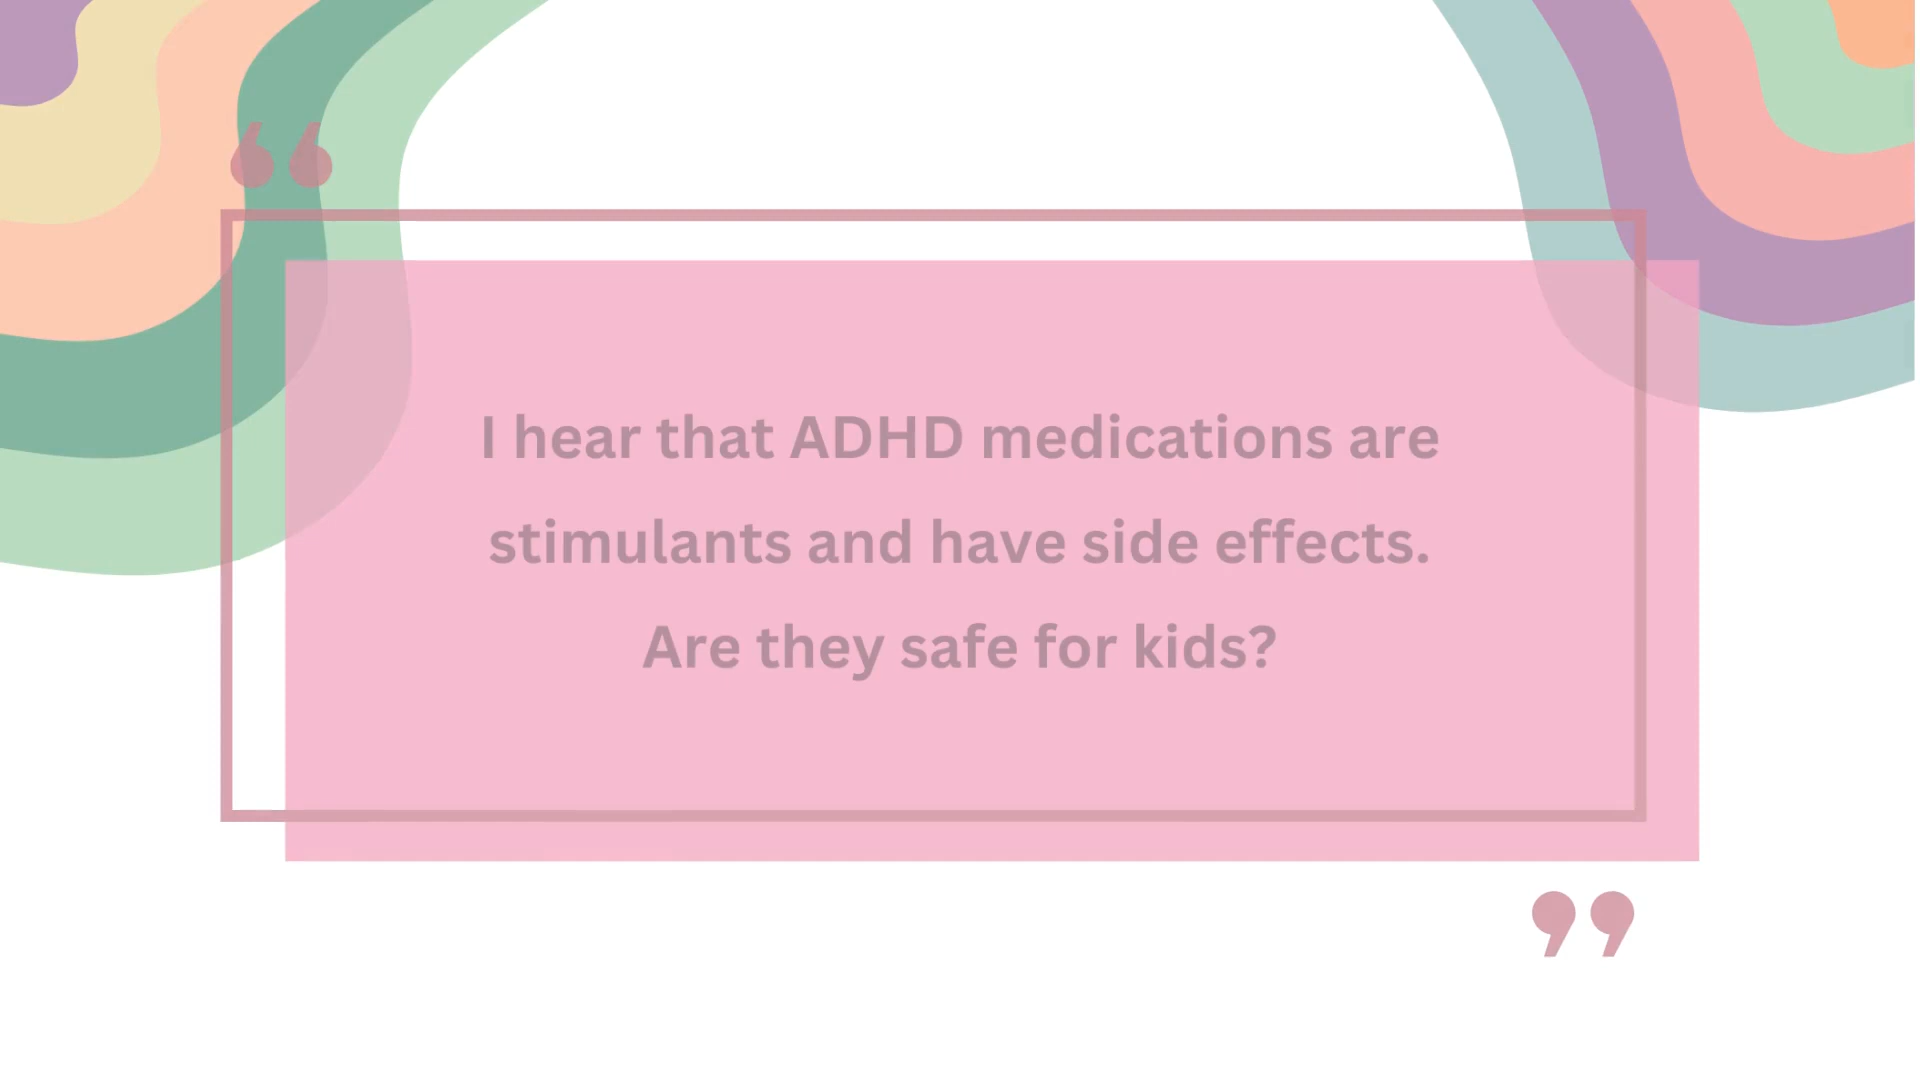 “
I hear that ADHD medications are
stimulants and have side effects.
Are they safe for kids?
”